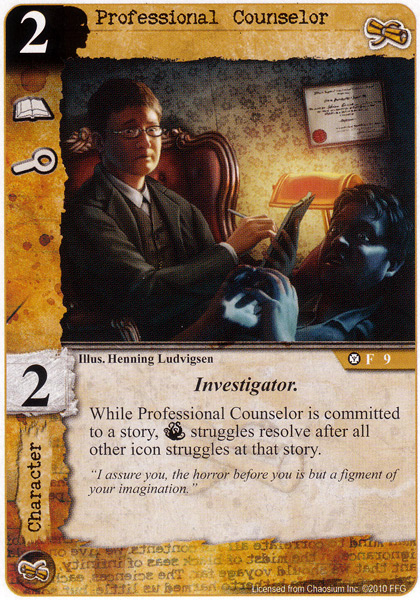 2
Professional Counselor
Illus. Henning Ludvigsen
F 9
2
Character
Investigator.
While Professional Counselor is committed
to a story, struggles resolve after all
other icon struggles at that story.
"I assure you, the horror before you is but a figment of
your imagination."
Licensed from Chaosium Inc. ©2010 FFG